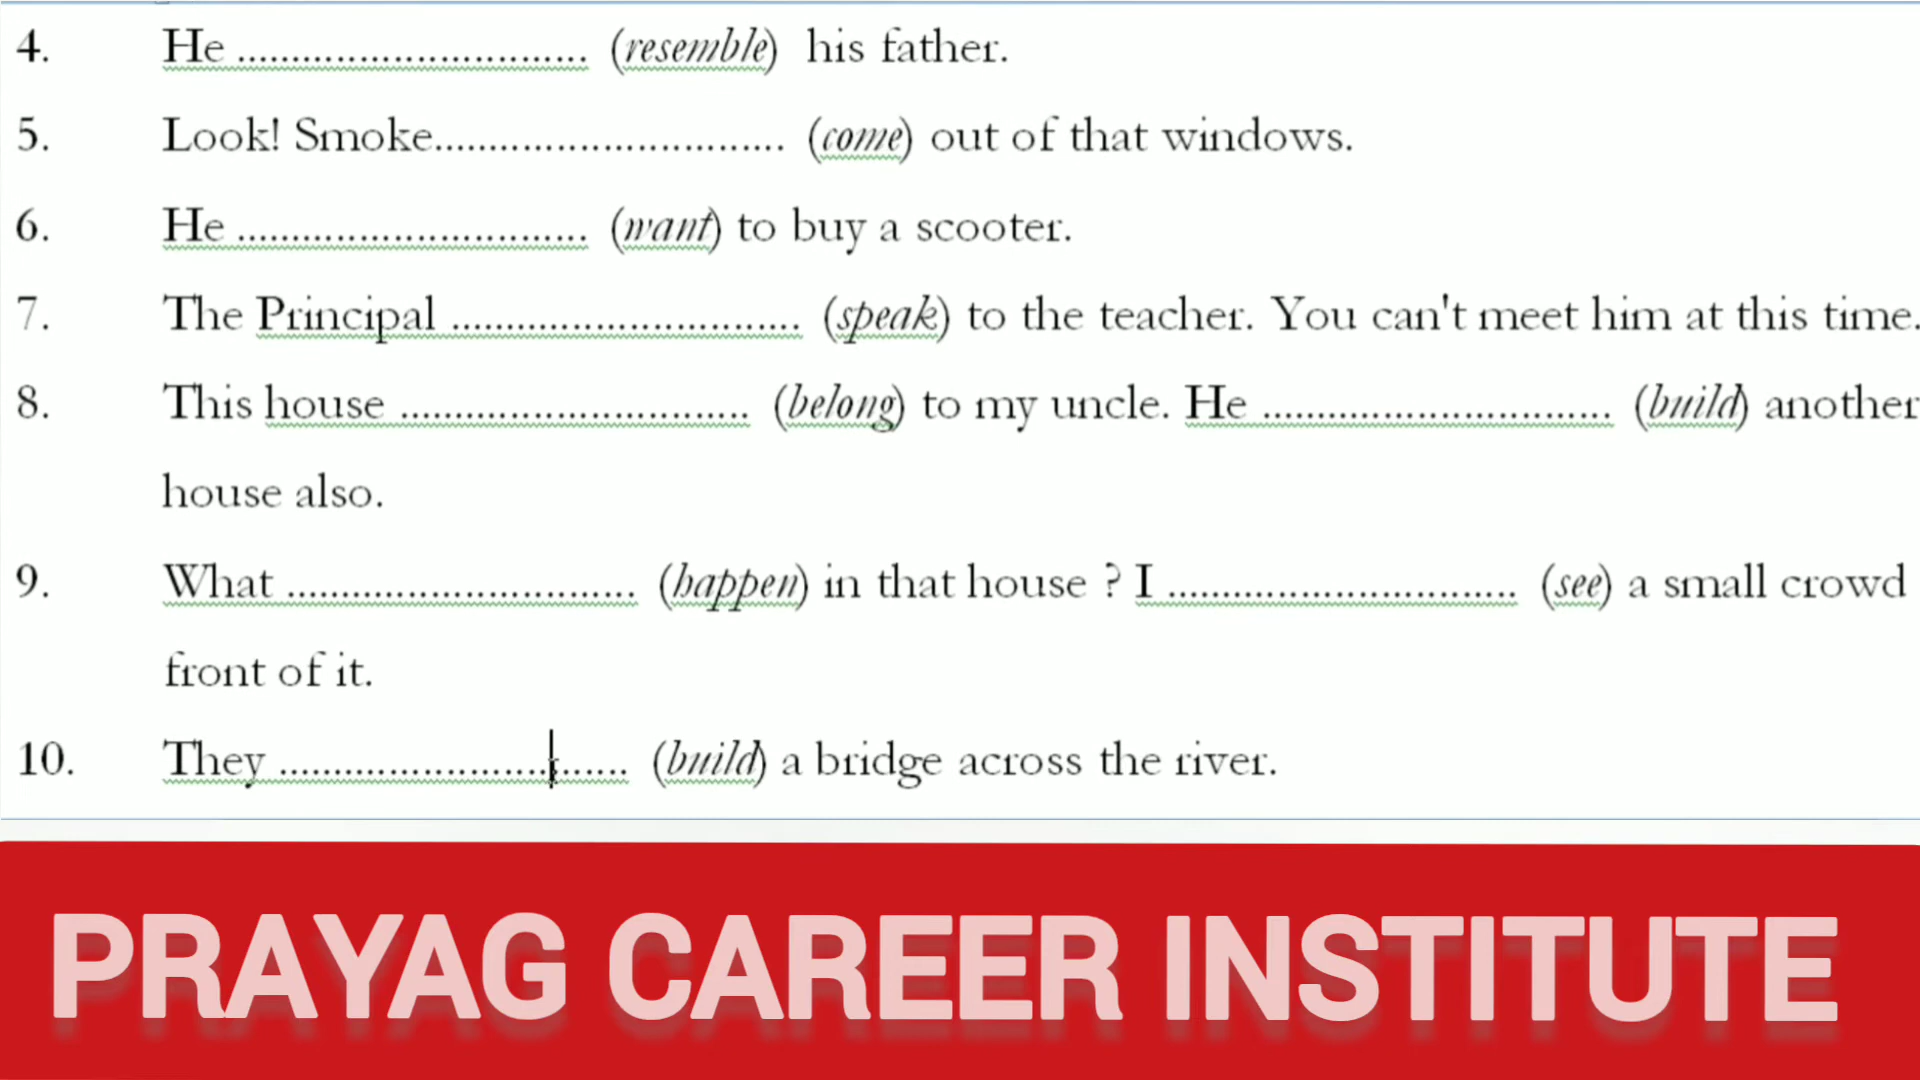 4. He ............................... (resemble) his father.
5. Look! Smoke............................... (come) out of that windows.
6. He ............................... (want) to buy a scooter.
7. The Principal ............................... (speak) to the teacher. You can't meet him at this time.
8. This house ............................... (belong) to my uncle. He ............................... (build) another
house also.
9. What ............................... (happen) in that house ? I ............................... (see) a small crowd
front of it.
10. They ............................... (build) a bridge across the river.
PRAYAG CAREER INSTITUTE